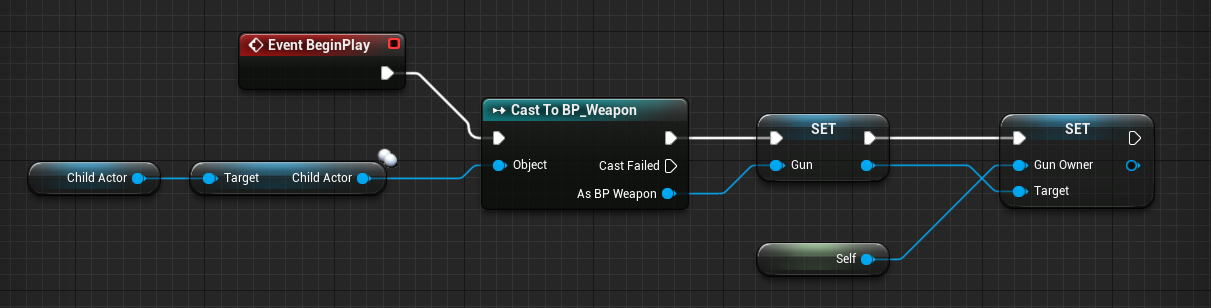 Event BeginPlay
Cast To BP_Weapon
SET
SET
Object
Cast Failed
Gun
Gun Owner
Child Actor
Target
Child Actor
As BP Weapon
Target
Self